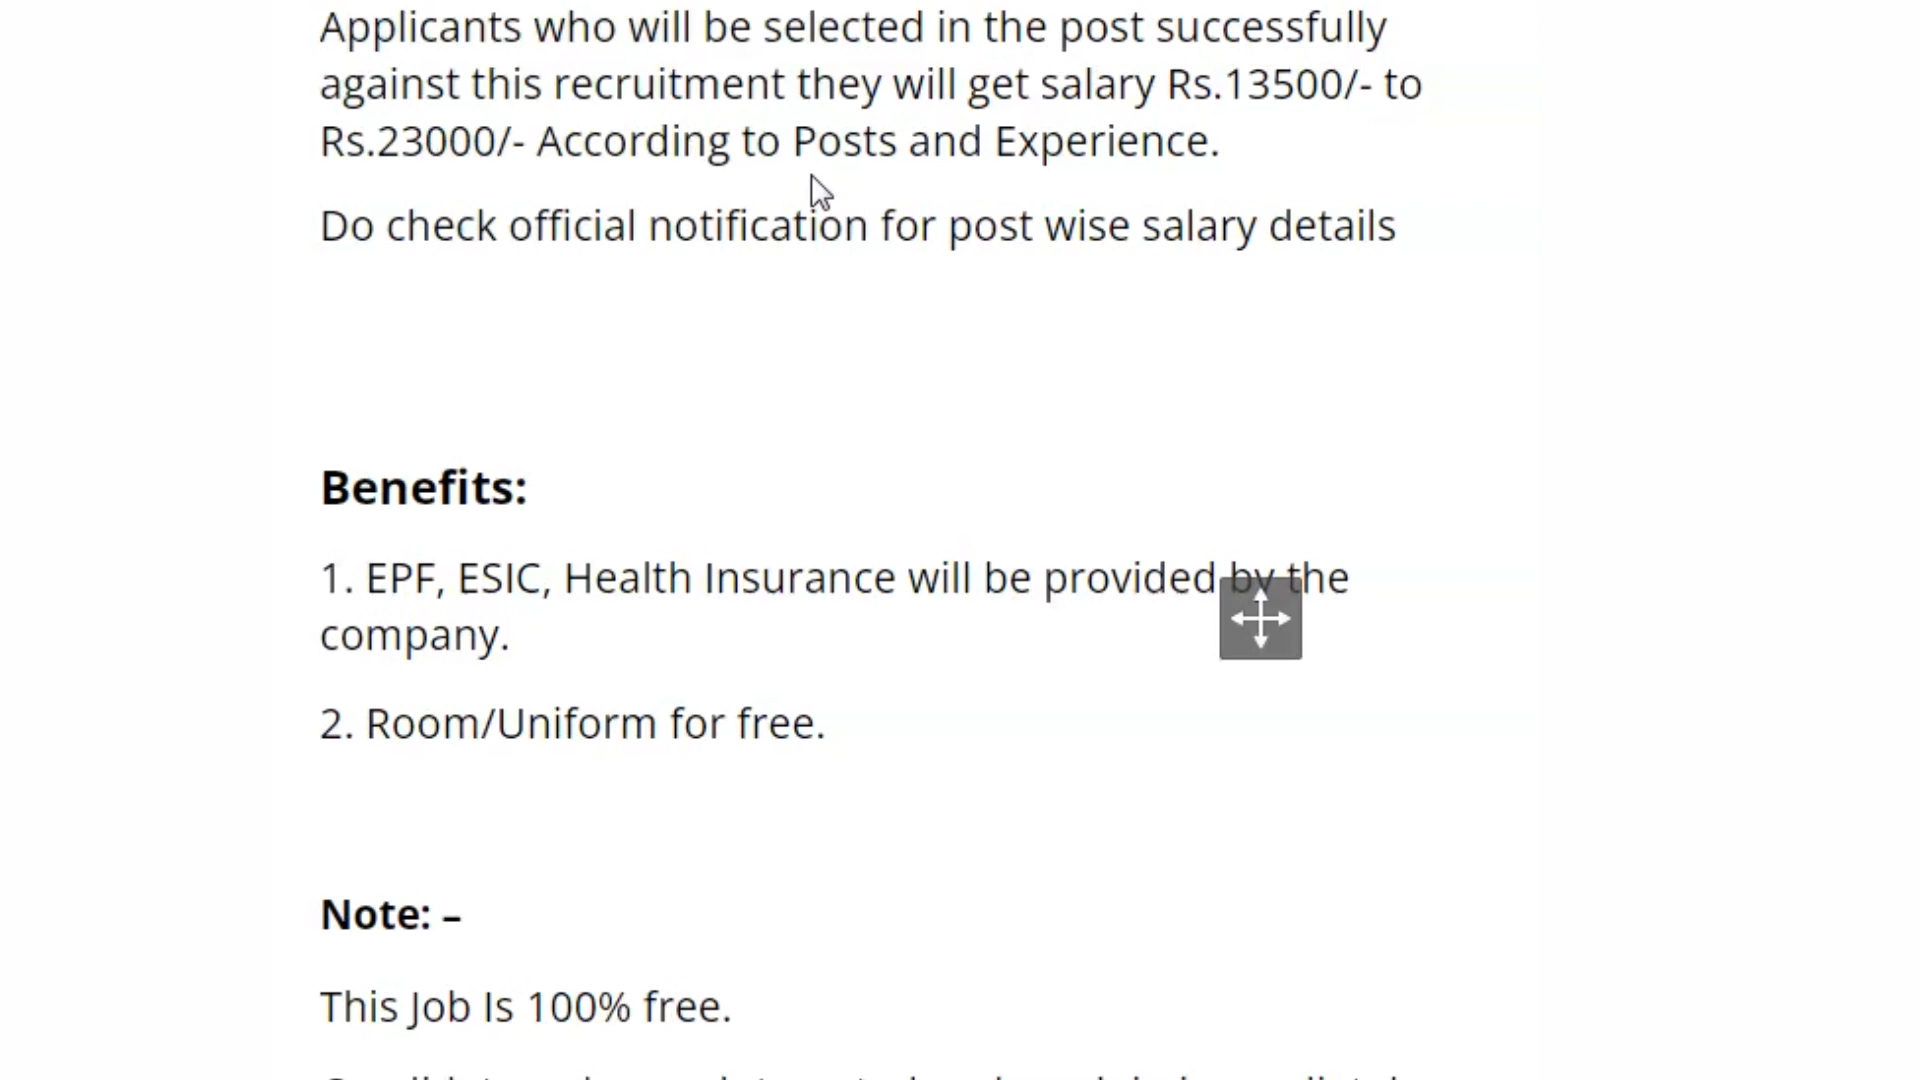 Applicants who will be selected in the post successfully
against this recruitment they will get salary Rs.13500/- to
Rs.23000/- According to Posts and Experience.
Do check official notification for post wise salary details
Benefits:
1. EPF, ESIC, Health Insurance will be provided by the
company.
2. Room/Uniform for free.
Note: –
This Job Is 100% free.